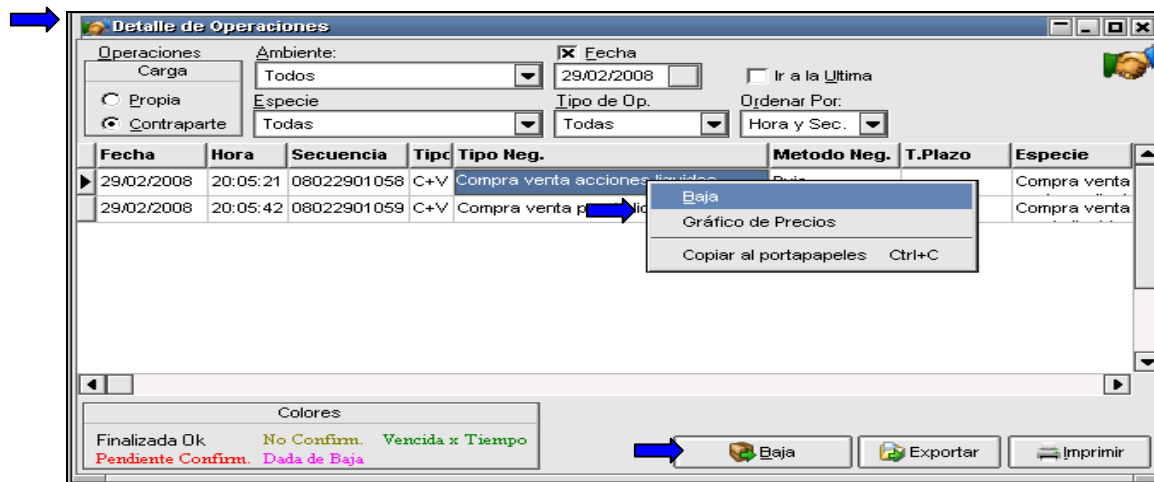 Detalle de Operaciones
Operaciones Ambiente: Fecha
Carga Todos 29/02/2008 Ir a la Ultima
Propia Especie Tipo de Op. Ordenar Por:
Contraparte Todas Todas Hora y Sec.
Fecha Hora Secuencia Tipo Tipo Neg. Metodo Neg. T.Plazo Especie
29/02/2008 20:05:21 08022901058 C+V Compra venta acciones Compra venta
Baja
29/02/2008 20:05:42 08022901059 C+V Compra venta Compra venta
Gráfico de Precios
Copiar al portapapeles Ctrl+C
Colores
Finalizada Ok No Confirm. Vencida x Tiempo
Pendiente Confirm. Dada de Baja
Baja Exportar Imprimir